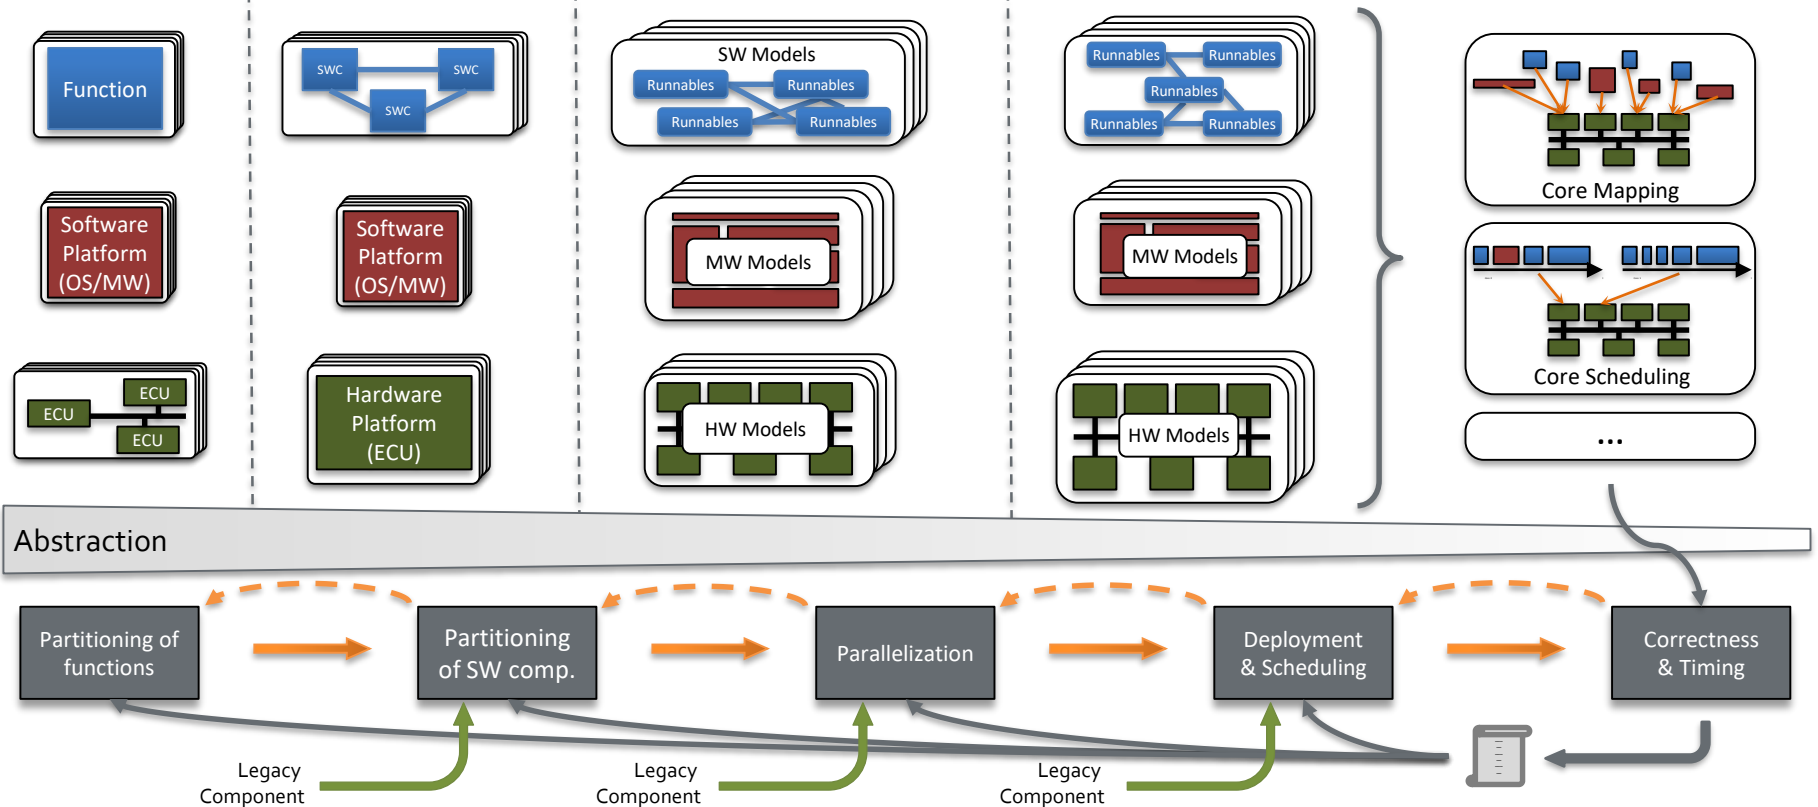 Function
SWC
SWC
SWC
SW Models
Runnables
Runnables
Runnables
Runnables
Runnables
Runnables
Runnables
Runnables
Runnables
Core Mapping
Software
Platform
(OS/MW)
Software
Platform
(OS/MW)
MW Models
MW Models
Core Scheduling
ECU
ECU
ECU
Hardware
Platform
(ECU)
HW Models
HW Models
...
Abstraction
Partitioning of
functions
Partitioning
of SW comp.
Parallelization
Deployment
& Scheduling
Correctness
& Timing
Legacy
Component
Legacy
Component
Legacy
Component